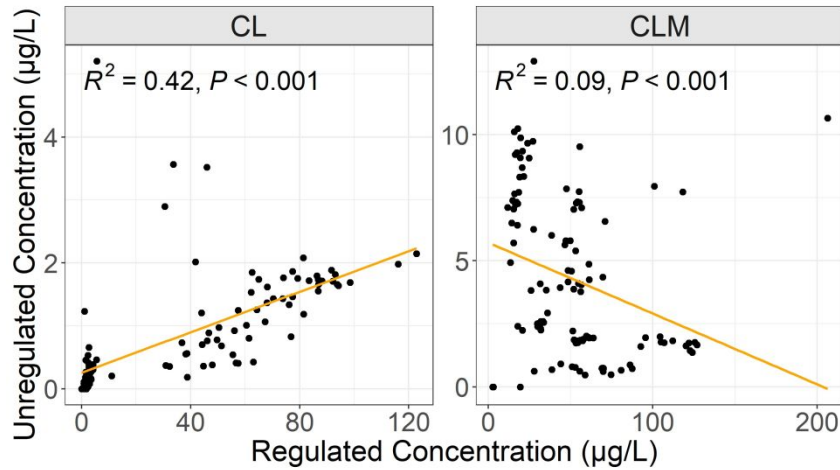 CL
CLM
R² = 0.42, P < 0.001
R² = 0.09, P < 0.001
Unregulated Concentration (µg/L)
4
2
0
10
5
0
0 40 80 120
0 100 200
Regulated Concentration (µg/L)